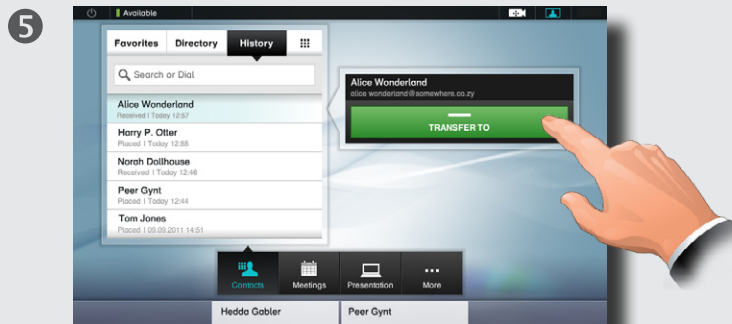 5
Available
Favorites Directory History
Search or Dial
Alice Wonderland
Received | Today 12:57
Harry P. Otter
Placed | Today 12:88
Norah Dollhouse
Received | Today 12:46
Peer Gynt
Placed | Today 12:44
Tom Jones
Placed | 09.09.2011 14:51
Alice Wonderland
alice wonderland@somewhere.co.zy
TRANSFER TO
Contacts Meetings Presentation More
Hedda Gabler Peer Gynt